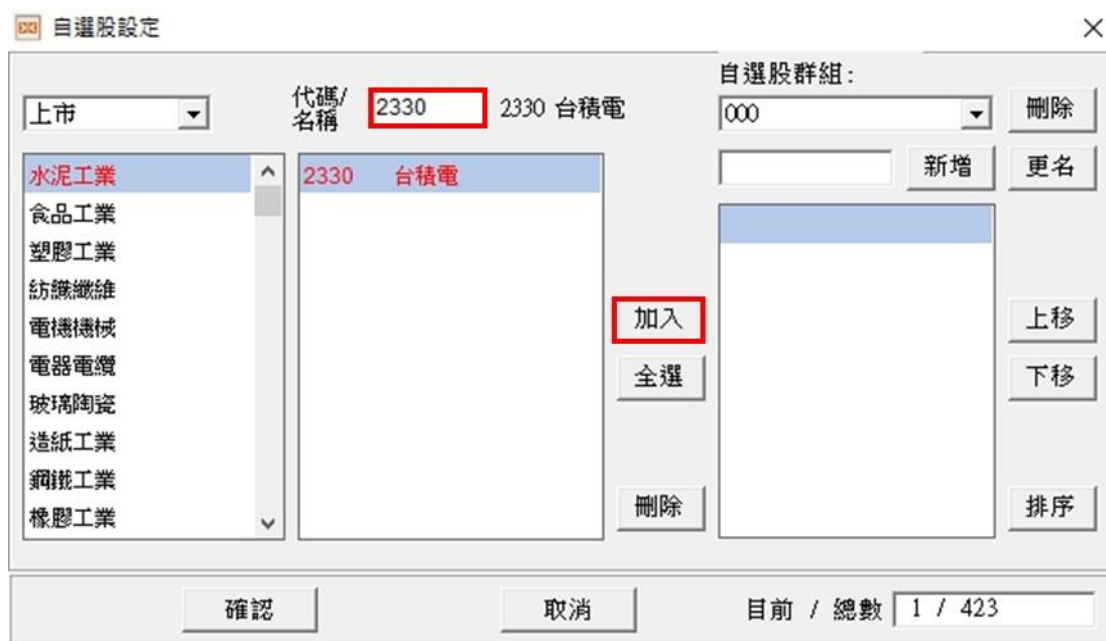 自選股設定
自選股群組:
上市
代碼/
名稱
2330
2330 台積電
000
刪除
新增
更名
水泥工業
食品工業
塑膠工業
紡織纖維
電機機械
電器電纜
玻璃陶瓷
造紙工業
鋼鐵工業
橡膠工業
2330 台積電
加入
全選
刪除
上移
下移
排序
確認
取消
目前 / 總數
1 / 423